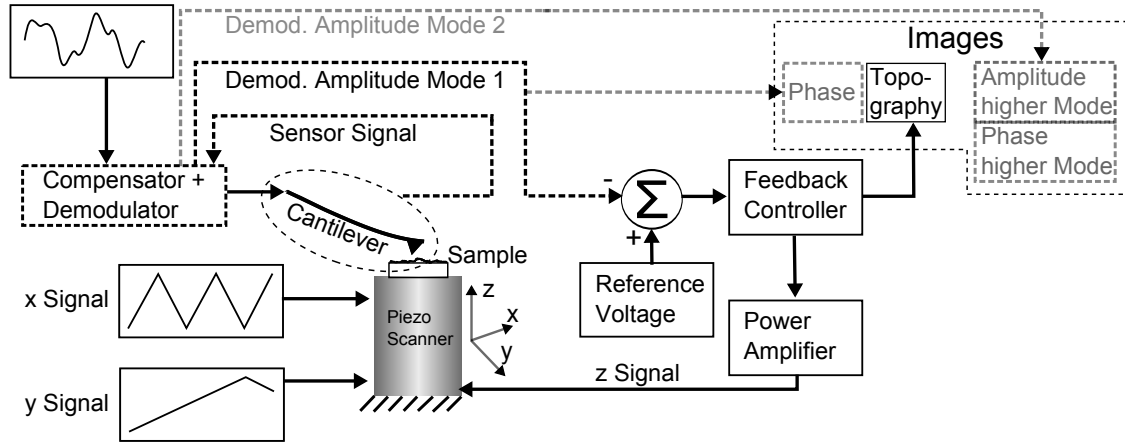 Demod. Amplitude Mode 2
Images
Demod. Amplitude Mode 1
Phase
Topo-
graphy
Amplitude
higher Mode
Phase
higher Mode
Sensor Signal
Compensator +
Demodulator
Cantilever
-
Σ
+
Feedback
Controller
Sample
Reference
Voltage
Power
Amplifier
x Signal
Piezo
Scanner
z
x
y
z Signal
y Signal